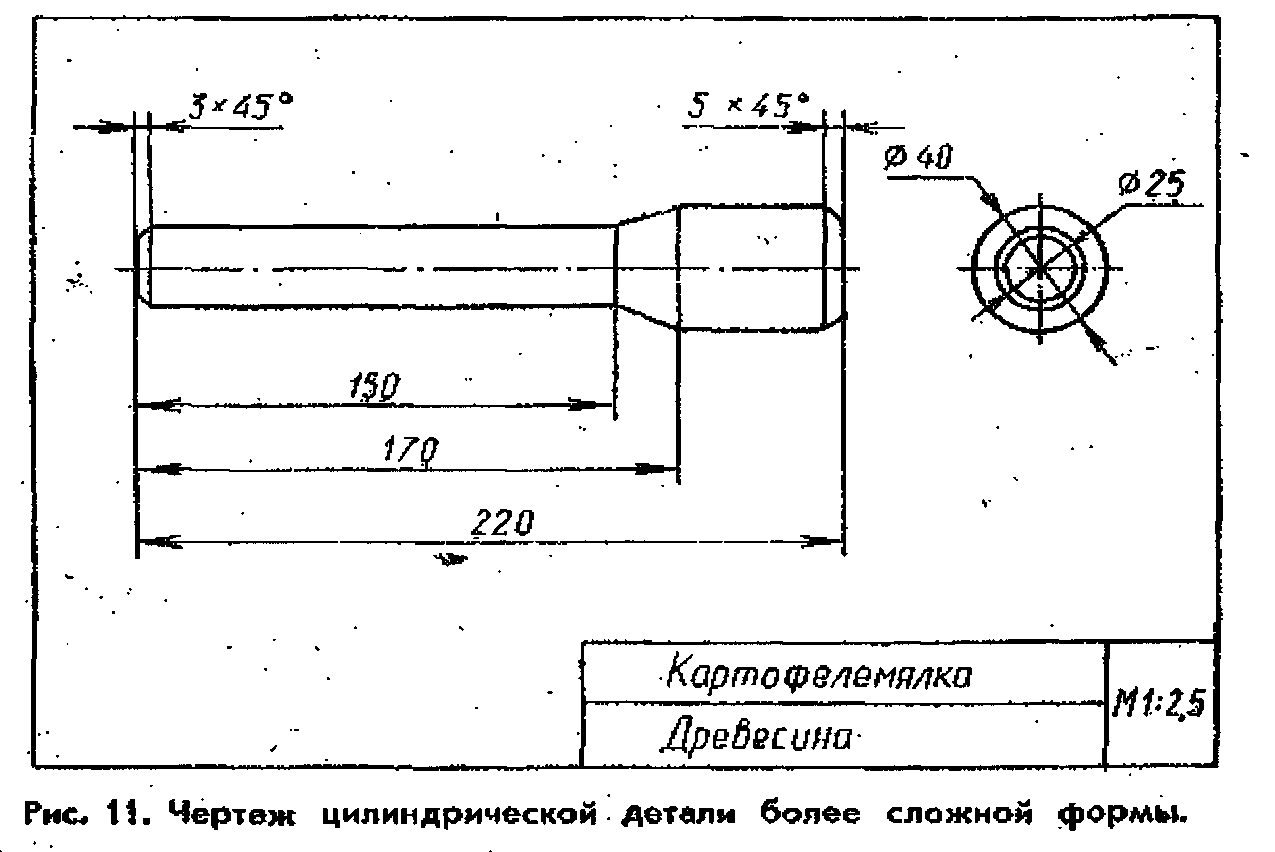 3×45°
5 ×45°
Ø40
Ø25
150
170
220
Картофелемялка
М1:2,5
Древесина
Рис. 11. Чертеж цилиндрической детали более сложной формы.